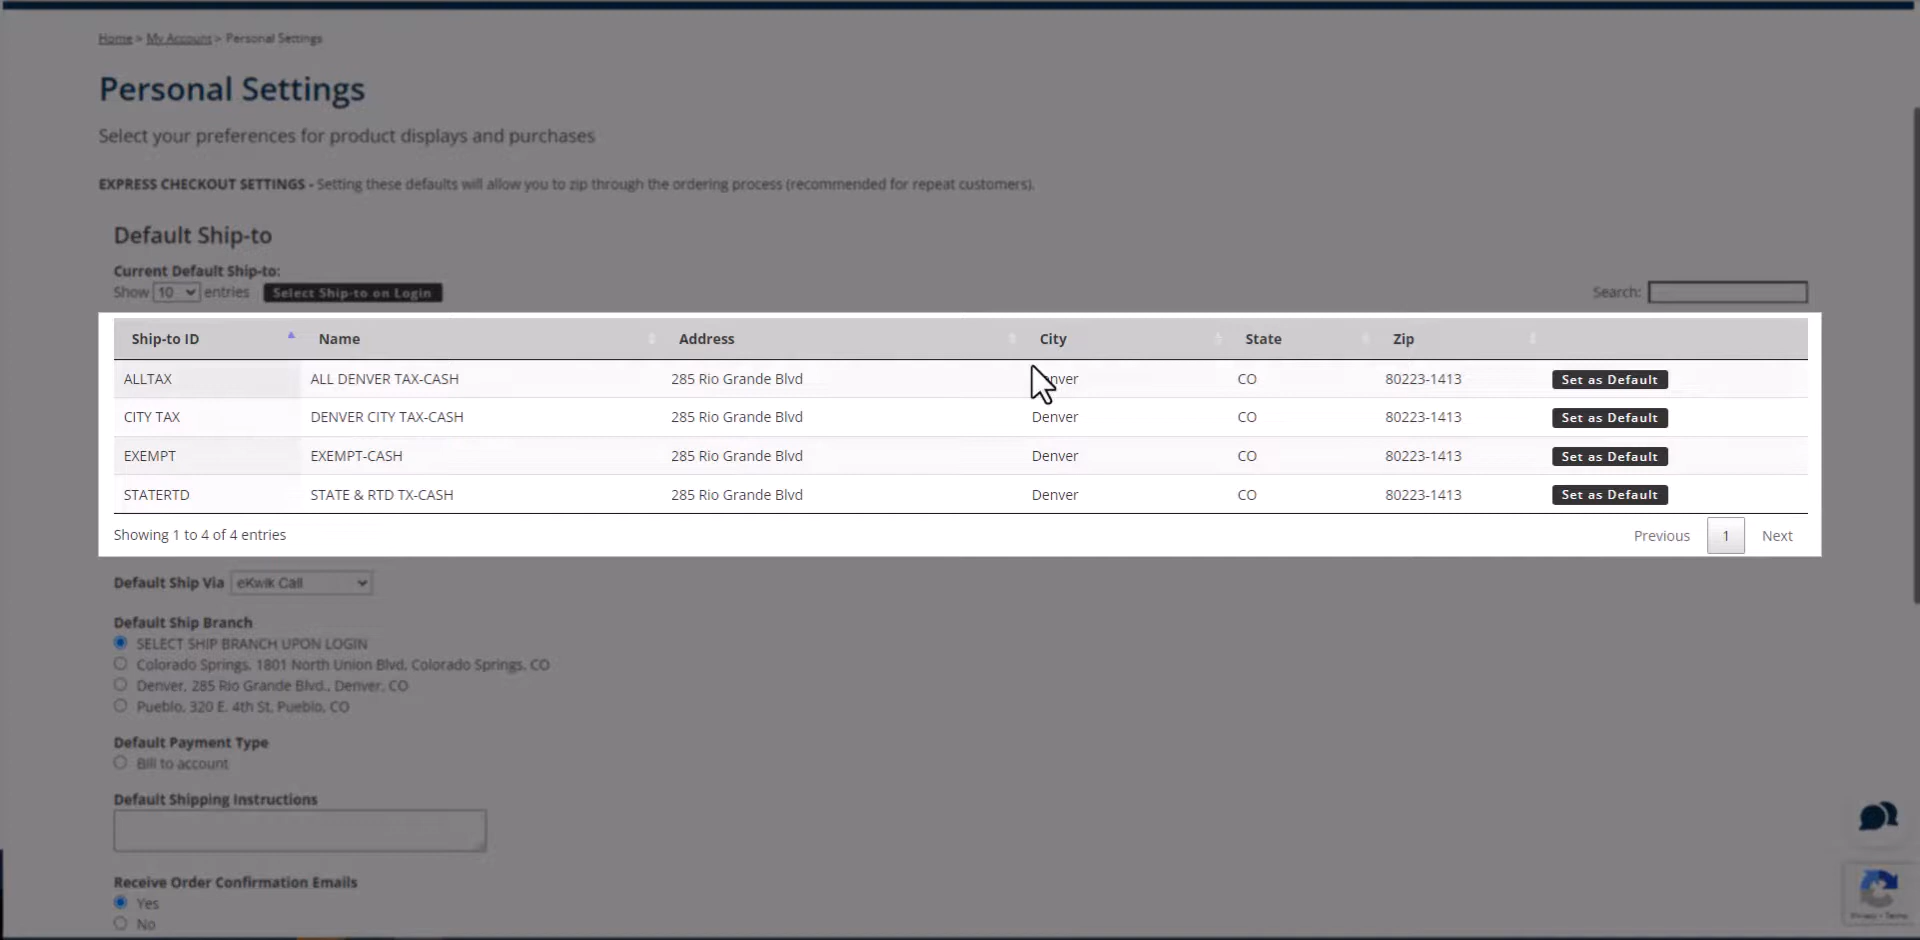 Home > My Account > Personal Settings
Personal Settings
Select your preferences for product displays and purchases
EXPRESS CHECKOUT SETTINGS - Setting these defaults will allow you to zip through the ordering process (recommended for repeat customers).
Default Ship-to
Current Default Ship-to:
Show 10 entries Select Ship-to on Login Search:
Ship-to ID Name Address City State Zip
ALLTAX ALL DENVER TAX-CASH 285 Rio Grande Blvd CO 80223-1413 Set as Default
CITY TAX DENVER CITY TAX-CASH 285 Rio Grande Blvd Denver CO 80223-1413 Set as Default
EXEMPT EXEMPT-CASH 285 Rio Grande Blvd Denver CO 80223-1413 Set as Default
STATERTD STATE & RTD TX-CASH 285 Rio Grande Blvd Denver CO 80223-1413 Set as Default
Showing 1 to 4 of 4 entries Previous 1 Next
Default Ship Via eKwik Call
Default Ship Branch
SELECT SHIP BRANCH UPON LOGIN
Colorado Springs, 1801 North Union Blvd, Colorado Springs, CO
Denver, 285 Rio Grande Blvd., Denver, CO
Pueblo, 320 E. 4th St, Pueblo, CO
Default Payment Type
Bill to account
Default Shipping Instructions
Receive Order Confirmation Emails
Yes
No
Privacy - Terms